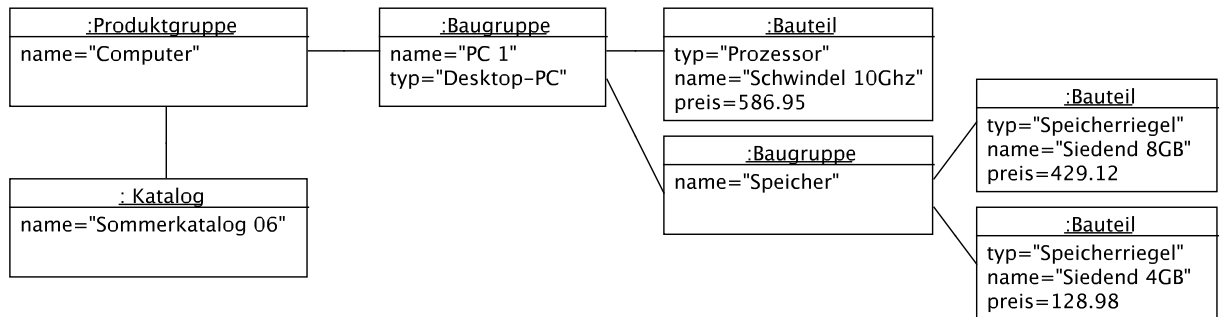 :Produktgruppe
name="Computer"
:Baugruppe
name="PC 1"
typ="Desktop-PC"
:Bauteil
typ="Prozessor"
name="Schwindel 10Ghz"
preis=586.95
:Baugruppe
name="Speicher"
:Bauteil
typ="Speicherriegel"
name="Siedend 8GB"
preis=429.12
:Bauteil
typ="Speicherriegel"
name="Siedend 4GB"
preis=128.98
: Katalog
name="Sommerkatalog 06"